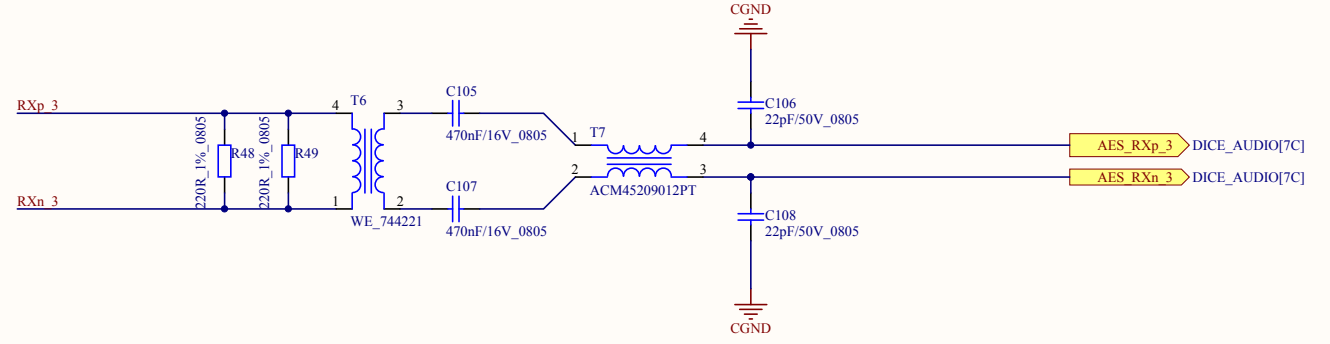 CGND
RXp_3
4
T6
3
C105
470nF/16V_0805
C106
22pF/50V_0805
220R_1%_0805
R48
220R_1%_0805
R49
1
T7
4
AES_RXp_3
DICE_AUDIO[7C]
2
3
AES_RXn_3
DICE_AUDIO[7C]
ACM45209012PT
RXn_3
1
2
WE_744221
C107
470nF/16V_0805
C108
22pF/50V_0805
CGND